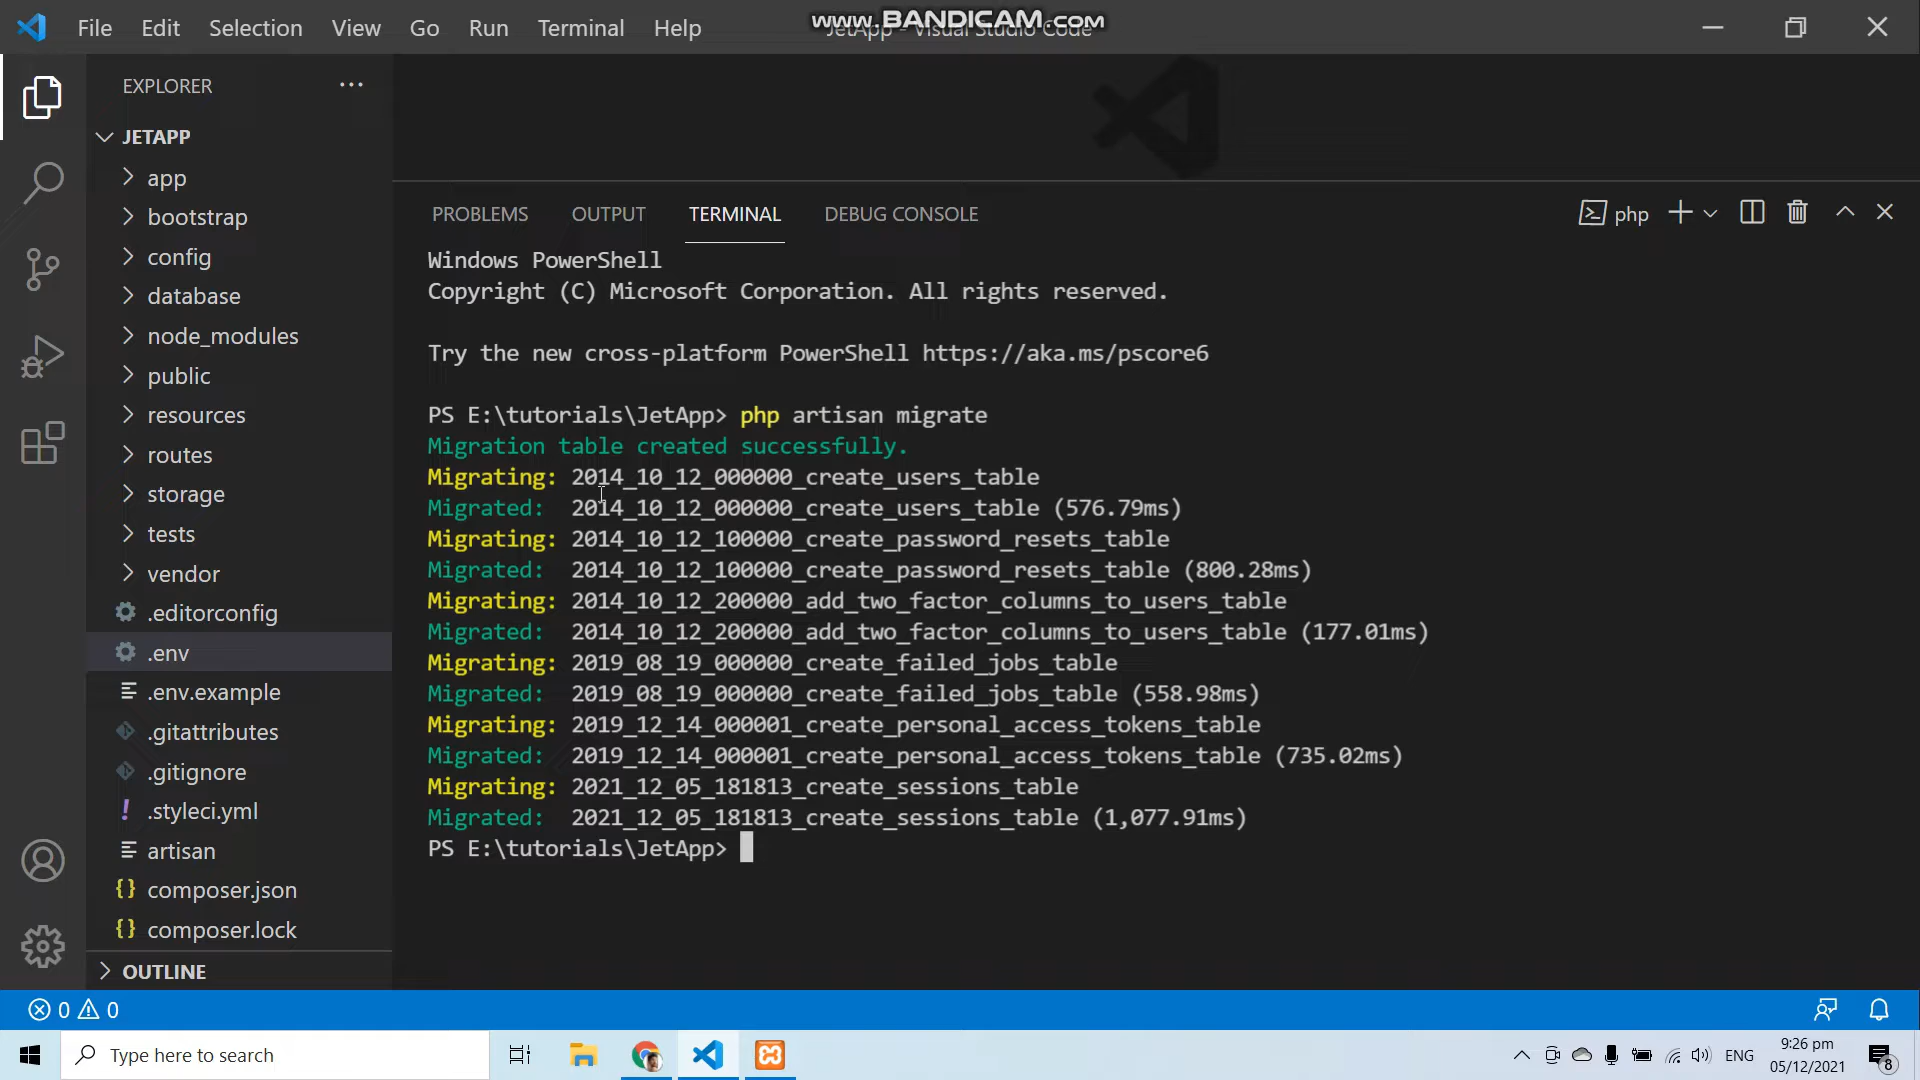 File Edit Selection View Go Run Terminal Help
www.BANDICAM.com
JetApp - Visual Studio Code
EXPLORER
JETAPP
app
bootstrap
config
database
node_modules
public
resources
routes
storage
tests
vendor
.editorconfig
.env
.env.example
.gitattributes
.gitignore
.styleci.yml
artisan
composer.json
composer.lock
OUTLINE
PROBLEMS OUTPUT TERMINAL DEBUG CONSOLE
php
Windows PowerShell
Copyright (C) Microsoft Corporation. All rights reserved.
Try the new cross-platform PowerShell https://aka.ms/pscore6
PS E:\tutorials\JetApp> php artisan migrate
Migration table created successfully.
Migrating: 2014_10_12_000000_create_users_table
Migrated: 2014_10_12_000000_create_users_table (576.79ms)
Migrating: 2014_10_12_100000_create_password_resets_table
Migrated: 2014_10_12_100000_create_password_resets_table (800.28ms)
Migrating: 2014_10_12_200000_add_two_factor_columns_to_users_table
Migrated: 2014_10_12_200000_add_two_factor_columns_to_users_table (177.01ms)
Migrating: 2019_08_19_000000_create_failed_jobs_table
Migrated: 2019_08_19_000000_create_failed_jobs_table (558.98ms)
Migrating: 2019_12_14_000001_create_personal_access_tokens_table
Migrated: 2019_12_14_000001_create_personal_access_tokens_table (735.02ms)
Migrating: 2021_12_05_181813_create_sessions_table
Migrated: 2021_12_05_181813_create_sessions_table (1,077.91ms)
PS E:\tutorials\JetApp>
0 0
Type here to search
ENG
9:26 pm
05/12/2021
8